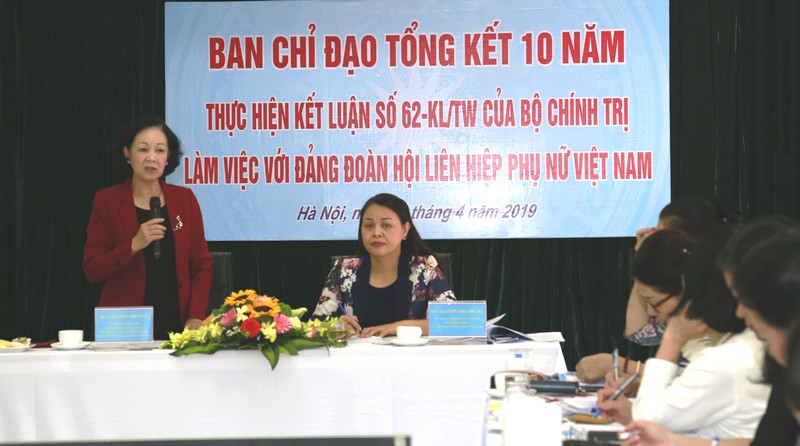 BAN CHỈ ĐẠO TỔNG KẾT 10 NĂM
THỰC HIỆN KẾT LUẬN SỐ 62-KL/TW CỦA BỘ CHÍNH TRỊ
LÀM VIỆC VỚI ĐẢNG ĐOÀN HỘI LIÊN HIỆP PHỤ NỮ VIỆT NAM
Hà Nội, tháng 4 năm 2019